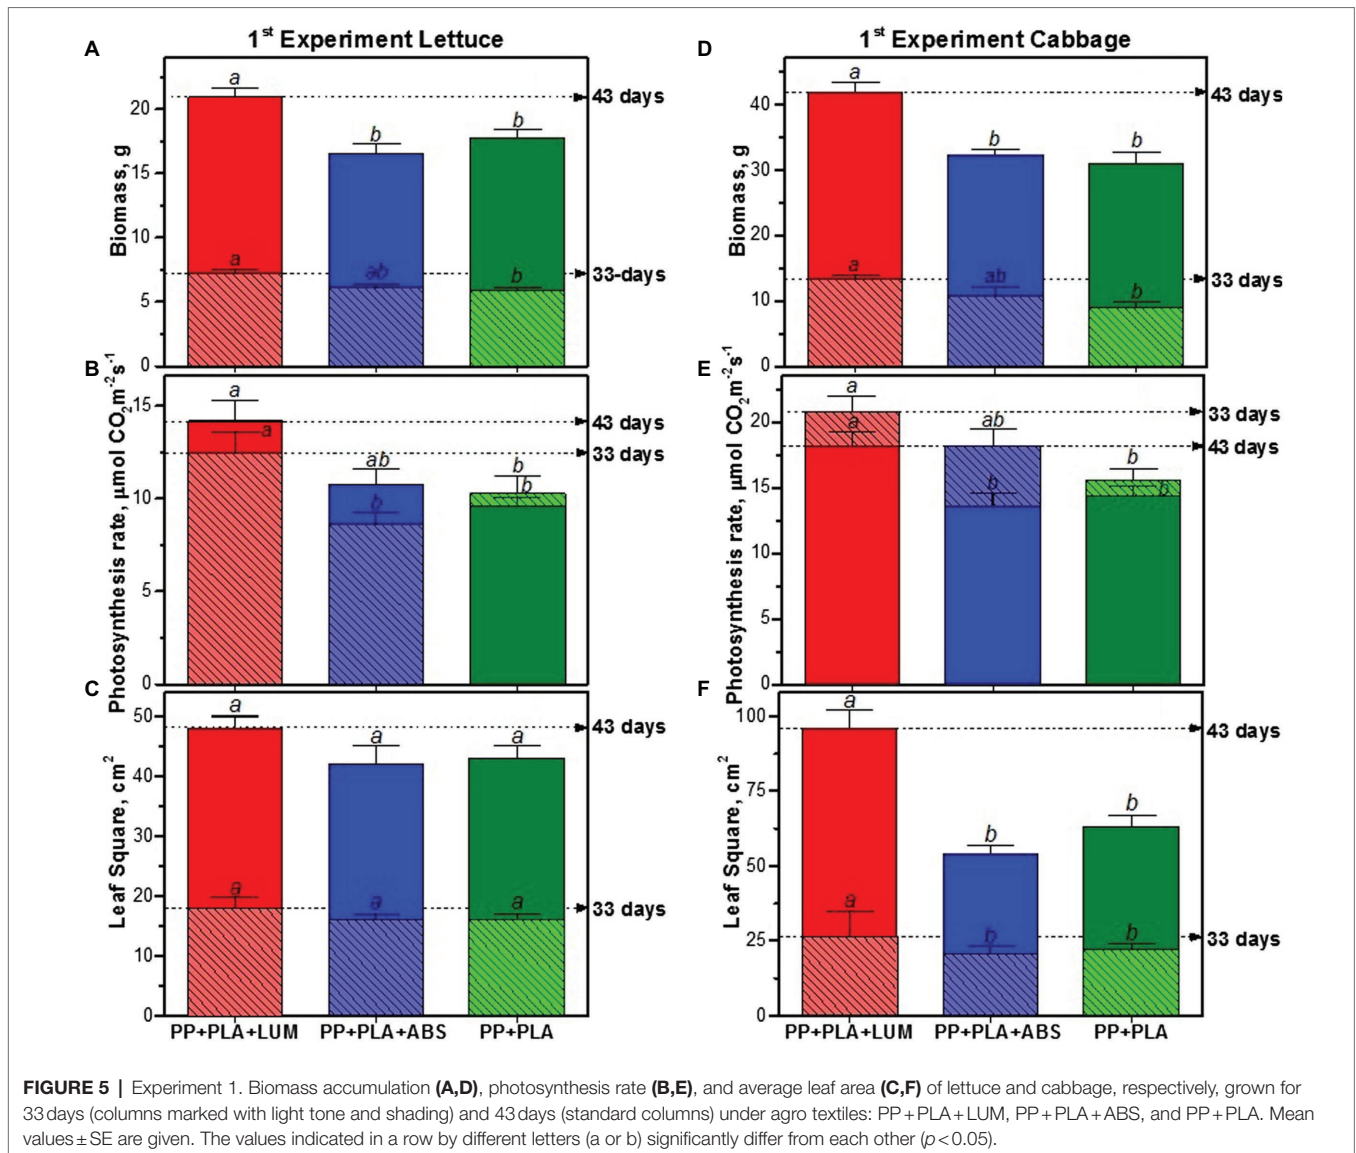 1st Experiment Lettuce
A
Biomass, g
20
15
10
5
0
a
b
b
43 days
a
ab
b
33-days
B
Photosynthesis rate, µmol CO2m-2s-1
15
10
5
0
a
43 days
a
33 days
ab
b
b
b
C
Leaf Square, cm2
50
40
30
20
10
0
a
a
a
43 days
a
a
a
33 days
PP+PLA+LUM PP+PLA+ABS PP+PLA
1st Experiment Cabbage
D
Biomass, g
40
30
20
10
0
a
b
b
43 days
a
ab
b
33 days
E
Photosynthesis rate, µmol CO2m-2s-1
20
15
10
5
0
a
ab
b
33 days
a
b
b
43 days
F
Leaf Square, cm2
100
75
50
25
0
a
b
b
43 days
a
b
b
33 days
PP+PLA+LUM PP+PLA+ABS PP+PLA
FIGURE 5 | Experiment 1. Biomass accumulation (A,D), photosynthesis rate (B,E), and average leaf area (C,F) of lettuce and cabbage, respectively, grown for
33 days (columns marked with light tone and shading) and 43 days (standard columns) under agro textiles: PP+PLA+LUM, PP+PLA+ABS, and PP+PLA. Mean
values±SE are given. The values indicated in a row by different letters (a or b) significantly differ from each other (p<0.05).